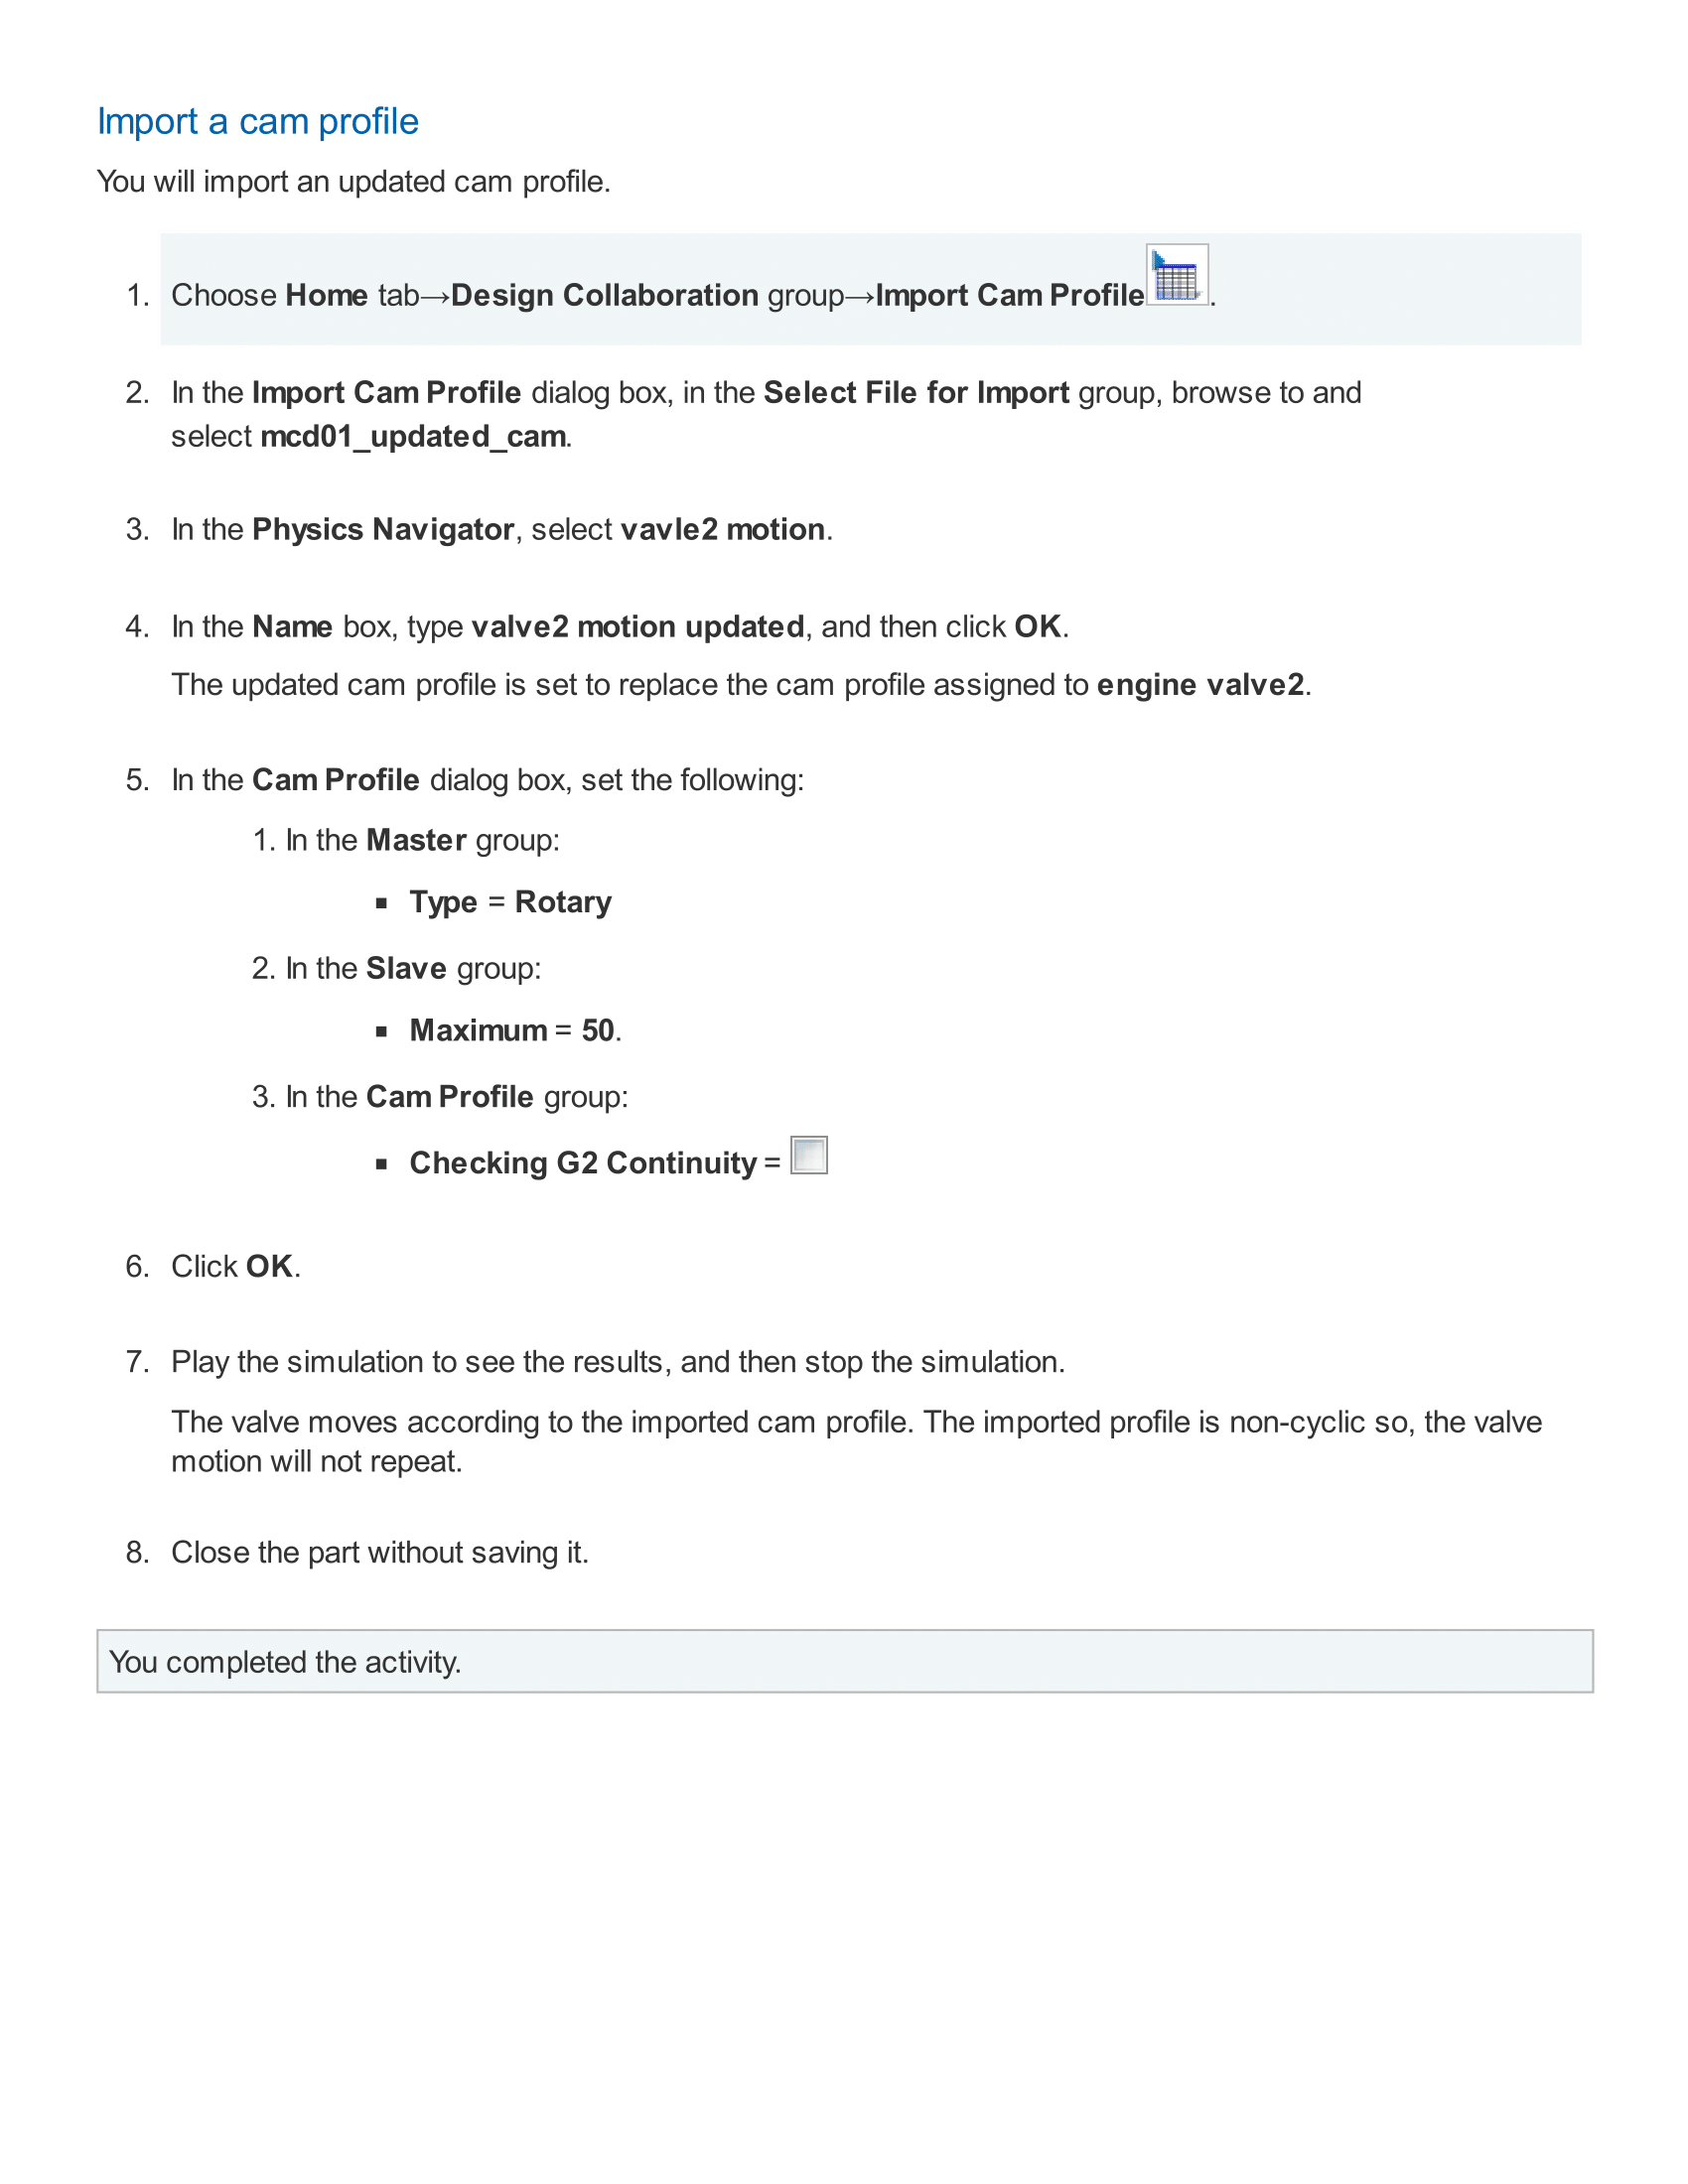 Import a cam profile
You will import an updated cam profile.
1. Choose Home tab→Design Collaboration group→Import Cam Profile.
2. In the Import Cam Profile dialog box, in the Select File for Import group, browse to and
select mcd01_updated_cam.
3. In the Physics Navigator, select vavle2 motion.
4. In the Name box, type valve2 motion updated, and then click OK.
The updated cam profile is set to replace the cam profile assigned to engine valve2.
5. In the Cam Profile dialog box, set the following:
1. In the Master group:
▪ Type = Rotary
2. In the Slave group:
▪ Maximum = 50.
3. In the Cam Profile group:
▪ Checking G2 Continuity =
6. Click OK.
7. Play the simulation to see the results, and then stop the simulation.
The valve moves according to the imported cam profile. The imported profile is non-cyclic so, the valve
motion will not repeat.
8. Close the part without saving it.
You completed the activity.